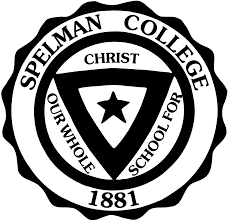 SPELMAN COLLEGE
CHRIST
OUR WHOLE
SCHOOL FOR
1881